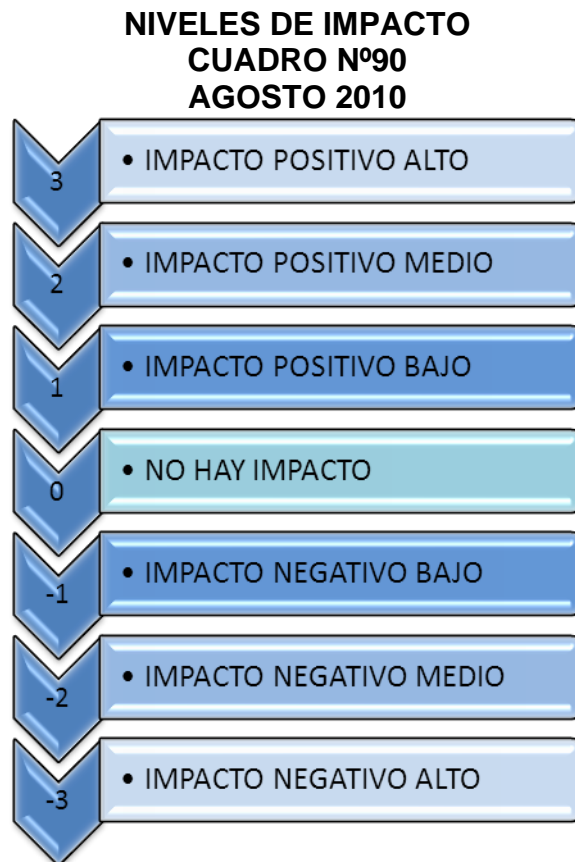 NIVELES DE IMPACTO
CUADRO Nº90
AGOSTO 2010
3 • IMPACTO POSITIVO ALTO
2 • IMPACTO POSITIVO MEDIO
1 • IMPACTO POSITIVO BAJO
0 • NO HAY IMPACTO
-1 • IMPACTO NEGATIVO BAJO
-2 • IMPACTO NEGATIVO MEDIO
-3 • IMPACTO NEGATIVO ALTO